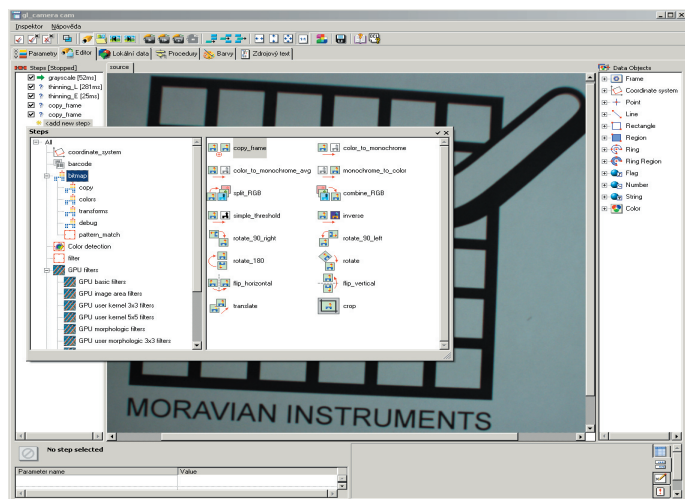 gl_camera cam
Inspektor Nápověda
Parametry Editor Lokální data Procedury Barvy Zdrojový text
Steps [Stopped]
grayscale [52ms]
thinning_L [281ms]
thinning_E [25ms]
copy_frame
copy_frame
<add new step>
source
Steps
All
coordinate_system
barcode
bitmap
copy
colors
transforms
debug
pattern_match
Color detection
filter
GPU filters
GPU basic filters
GPU image area filters
GPU user kernel 3x3 filters
GPU user kernel 5x5 filters
GPU morphologic filters
GPU user morphologic 3x3 filters
copy_frame color_to_monochrome
color_to_monochrome_avg monochrome_to_color
split_RGB combine_RGB
simple_threshold inverse
rotate_90_right rotate_90_left
rotate_180 rotate
flip_horizontal flip_vertical
translate crop
MORAVIAN INSTRUMENTS
Data Objects
Frame
Coordinate system
Point
Line
Rectangle
Region
Ring
Ring Region
Flag
Number
String
Color
No step selected
Parameter name Value